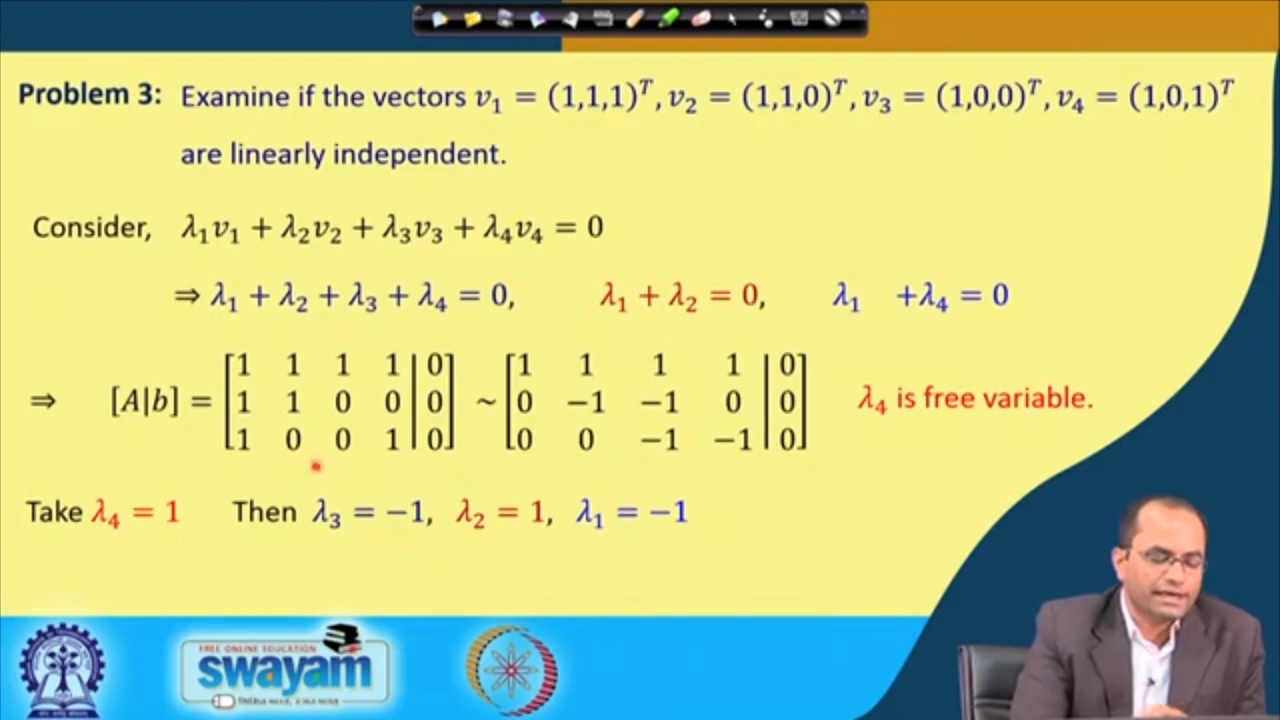 Problem 3: Examine if the vectors v₁ = (1,1,1)ᵀ, v₂ = (1,1,0)ᵀ, v₃ = (1,0,0)ᵀ, v₄ = (1,0,1)ᵀ
are linearly independent.
Consider, λ₁v₁ + λ₂v₂ + λ₃v₃ + λ₄v₄ = 0
⇒ λ₁ + λ₂ + λ₃ + λ₄ = 0, λ₁ + λ₂ = 0, λ₁ +λ₄ = 0
⇒ [A|b] = [1 1 1 1 | 0; 1 1 0 0 | 0; 1 0 0 1 | 0] ~ [1 1 1 1 | 0; 0 −1 −1 0 | 0; 0 0 −1 −1 | 0] λ₄ is free variable.
Take λ₄ = 1 Then λ₃ = −1, λ₂ = 1, λ₁ = −1
FREE ONLINE EDUCATION
swayam